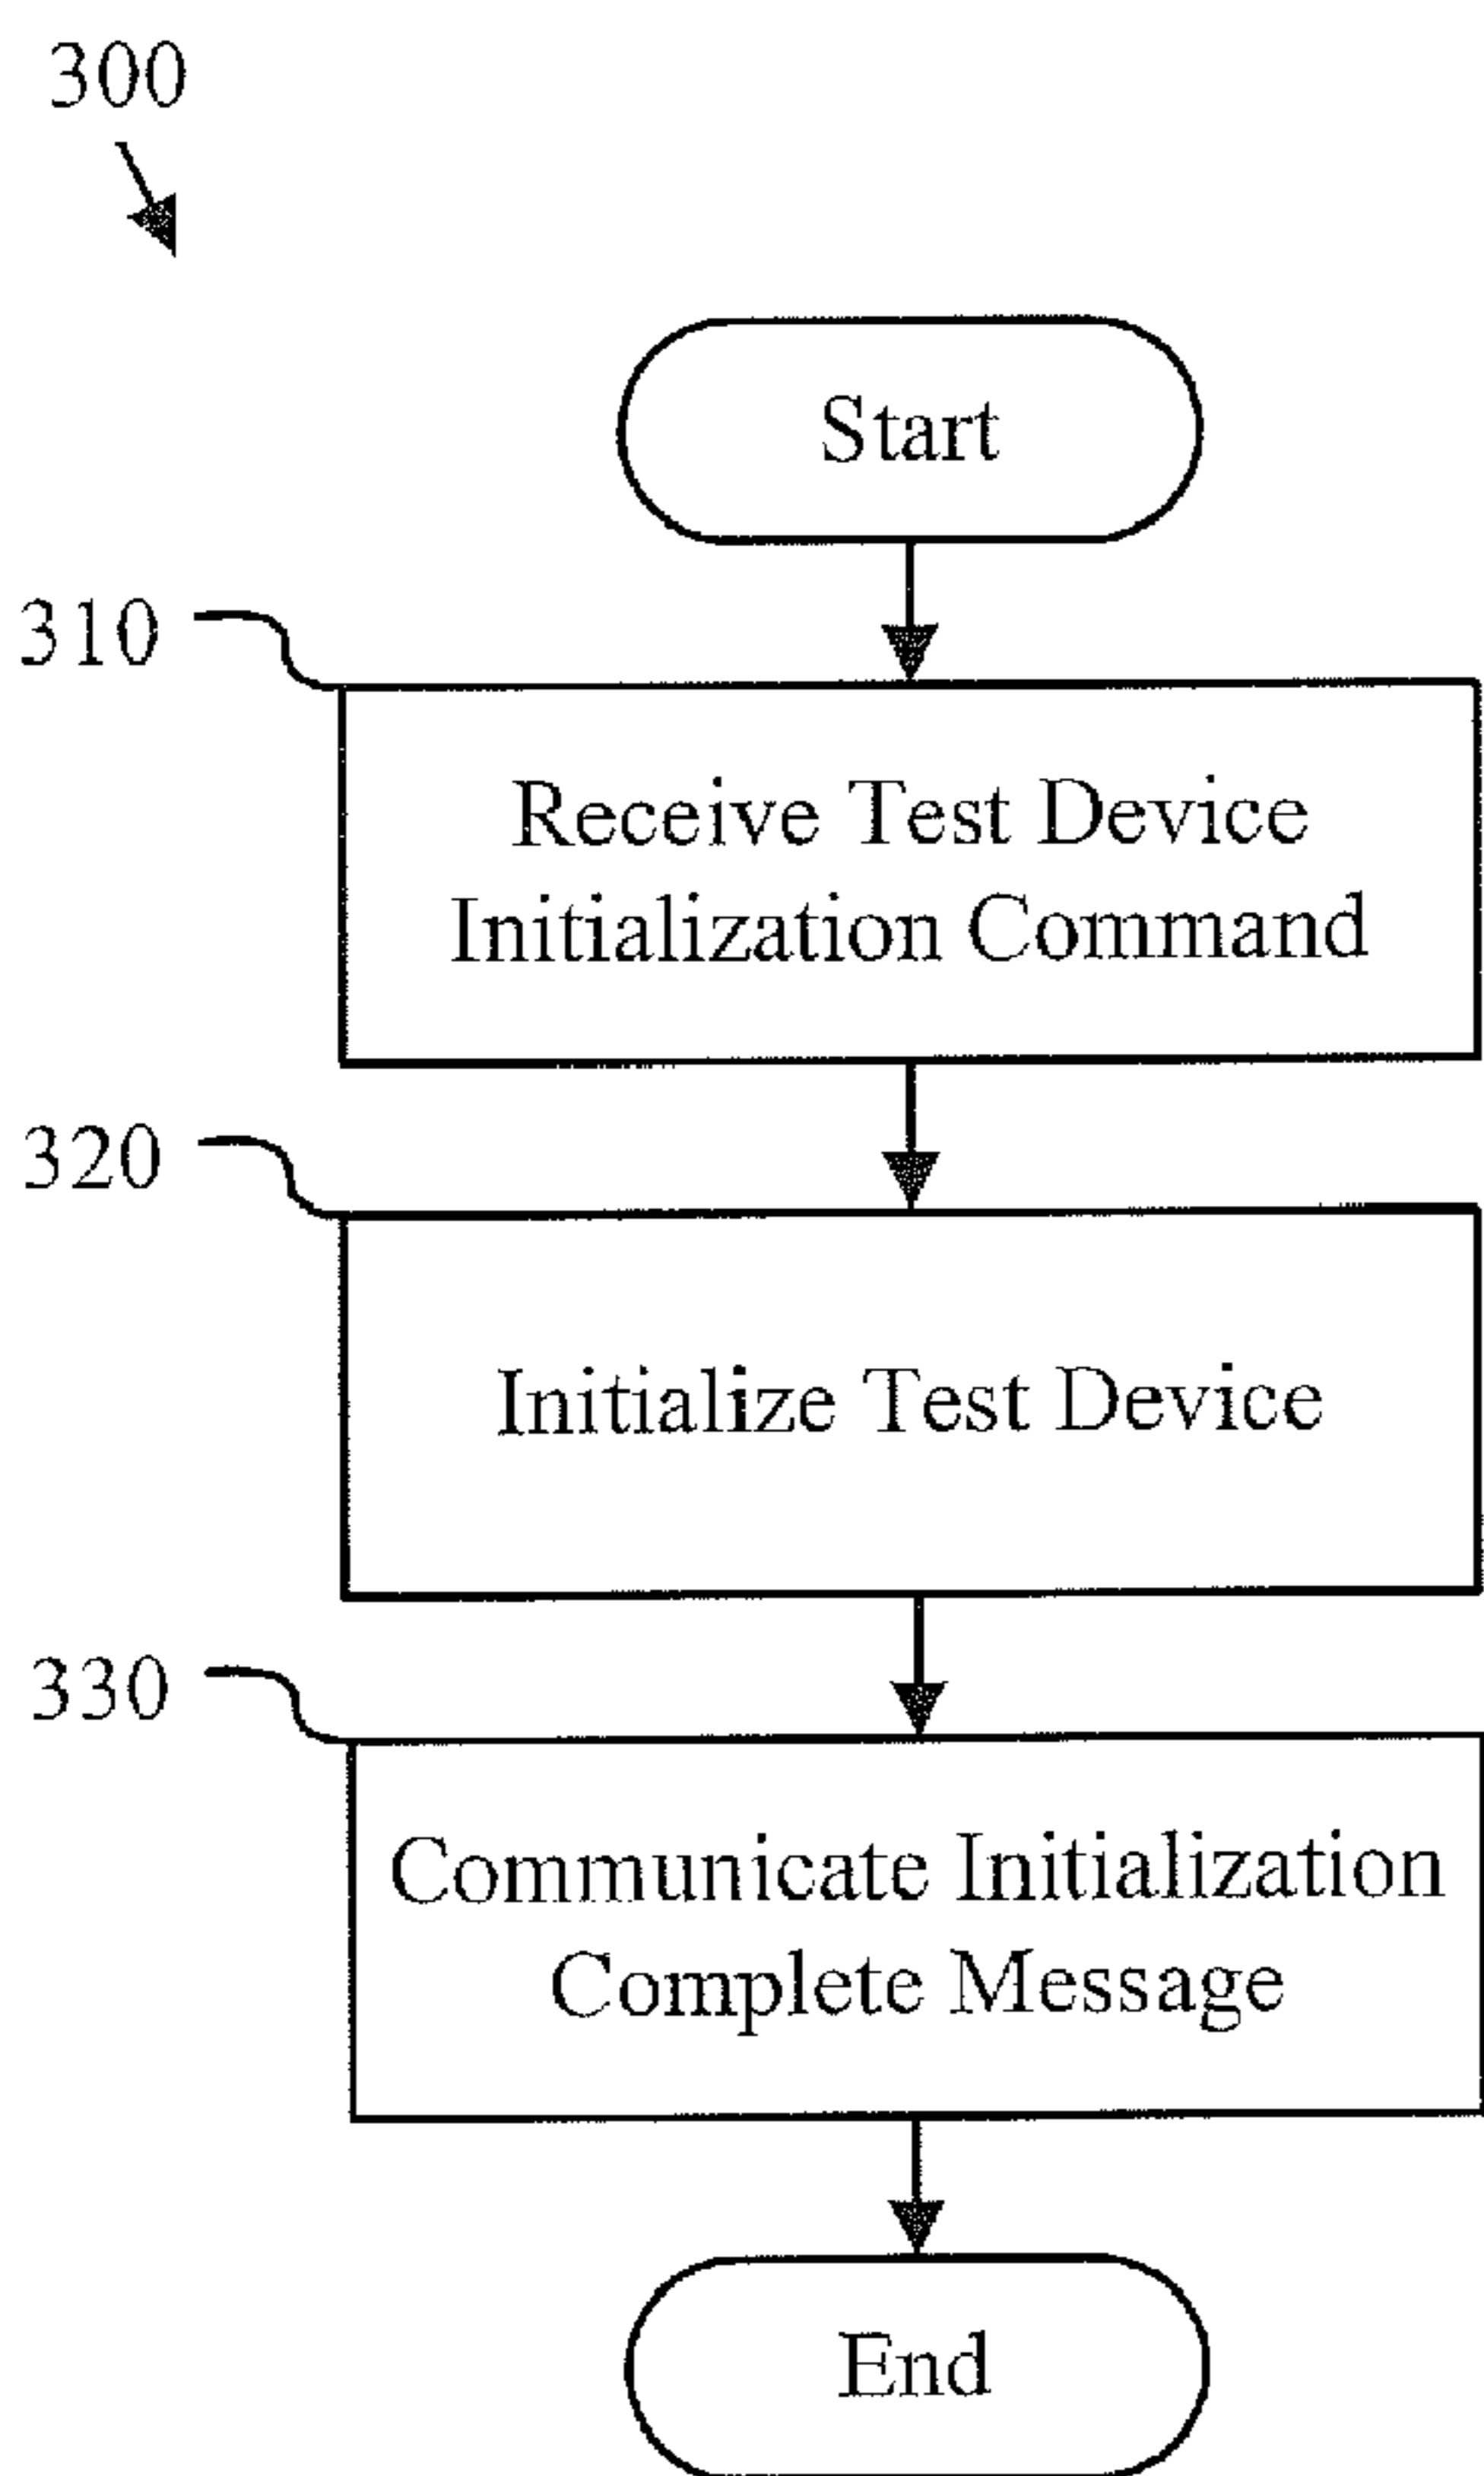 300
Start
310
Receive Test Device
Initialization Command
320
Initialize Test Device
330
Communicate Initialization
Complete Message
End